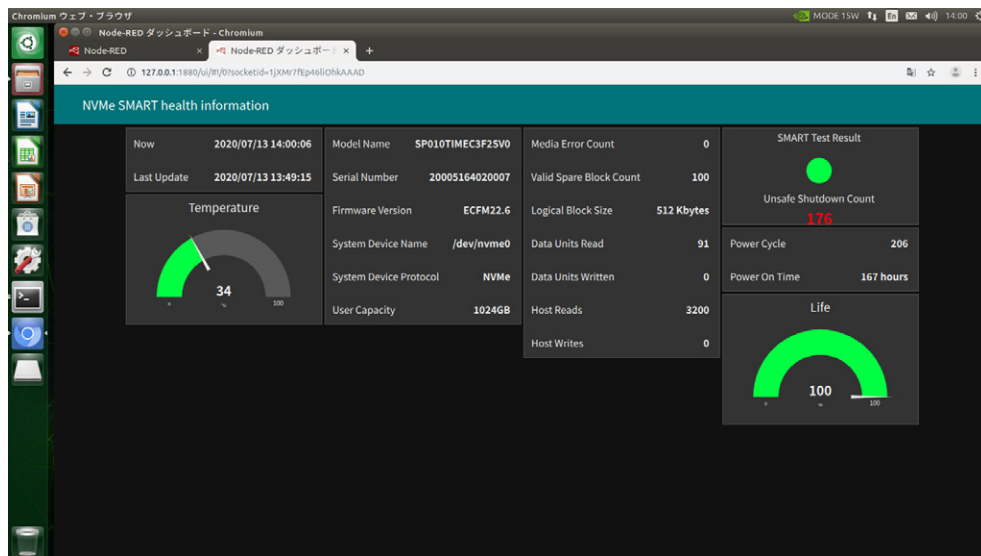 Chromium ウェブ・ブラウザ
MODE 15W
En
14:00
Node-RED ダッシュボード - Chromium
Node-RED
×
Node-RED ダッシュボード
×
+
127.0.0.1:1880/ui/#!/0?socketid=1jXMr7fEp46liOhkAAAD
NVMe SMART health information
Now 2020/07/13 14:00:06
Last Update 2020/07/13 13:49:15
Temperature
34
0 °C 100
Model Name SP010TIMEC3F2SV0
Serial Number 20005164020007
Firmware Version ECFM22.6
System Device Name /dev/nvme0
System Device Protocol NVMe
User Capacity 1024GB
Media Error Count 0
Valid Spare Block Count 100
Logical Block Size 512 Kbytes
Data Units Read 91
Data Units Written 0
Host Reads 3200
Host Writes 0
SMART Test Result
Unsafe Shutdown Count
176
Power Cycle 206
Power On Time 167 hours
Life
100
0 % 100